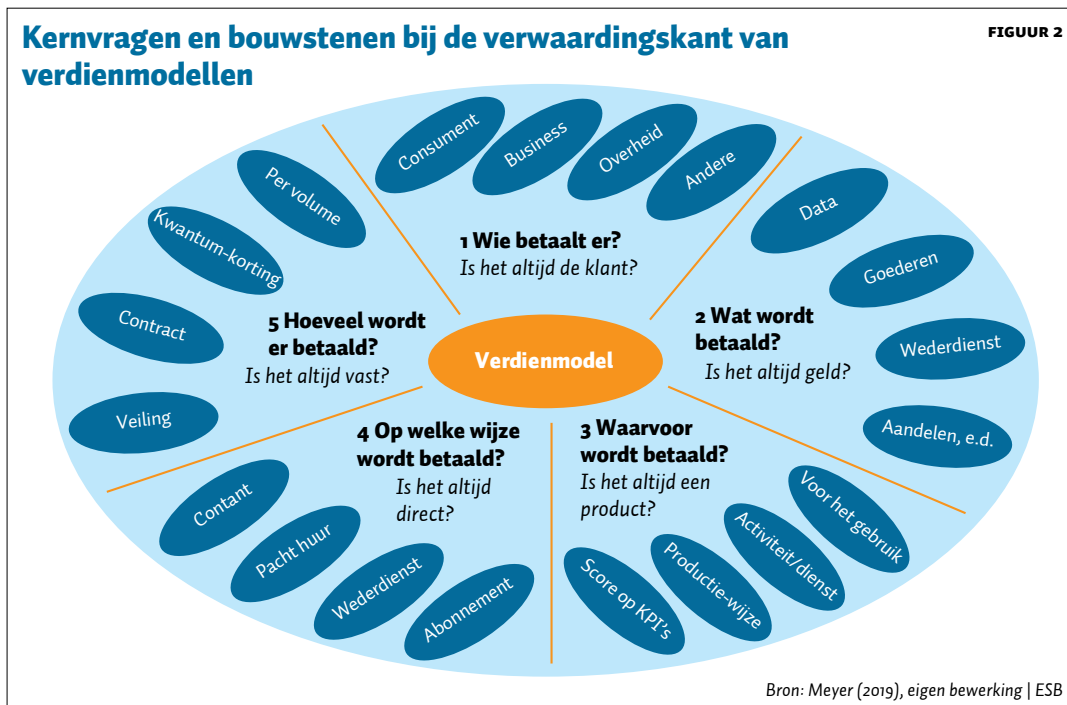 Kernvragen en bouwstenen bij de verwaardingskant van
verdienmodellen
FIGUUR 2
Consument
Business
Overheid
Andere
1 Wie betaalt er?
Is het altijd de klant?
Data
Goederen
Wederdienst
Aandelen, e.d.
2 Wat wordt
betaald?
Is het altijd geld?
Verdienmodel
3 Waarvoor
wordt betaald?
Is het altijd een
product?
Voor het gebruik
Activiteit/dienst
Productie-wijze
Score op KPI's
4 Op welke wijze
wordt betaald?
Is het altijd
direct?
Abonnement
Wederdienst
Pacht huur
Contant
5 Hoeveel wordt
er betaald?
Is het altijd vast?
Veiling
Contract
Kwantum-korting
Per volume
Bron: Meyer (2019), eigen bewerking | ESB